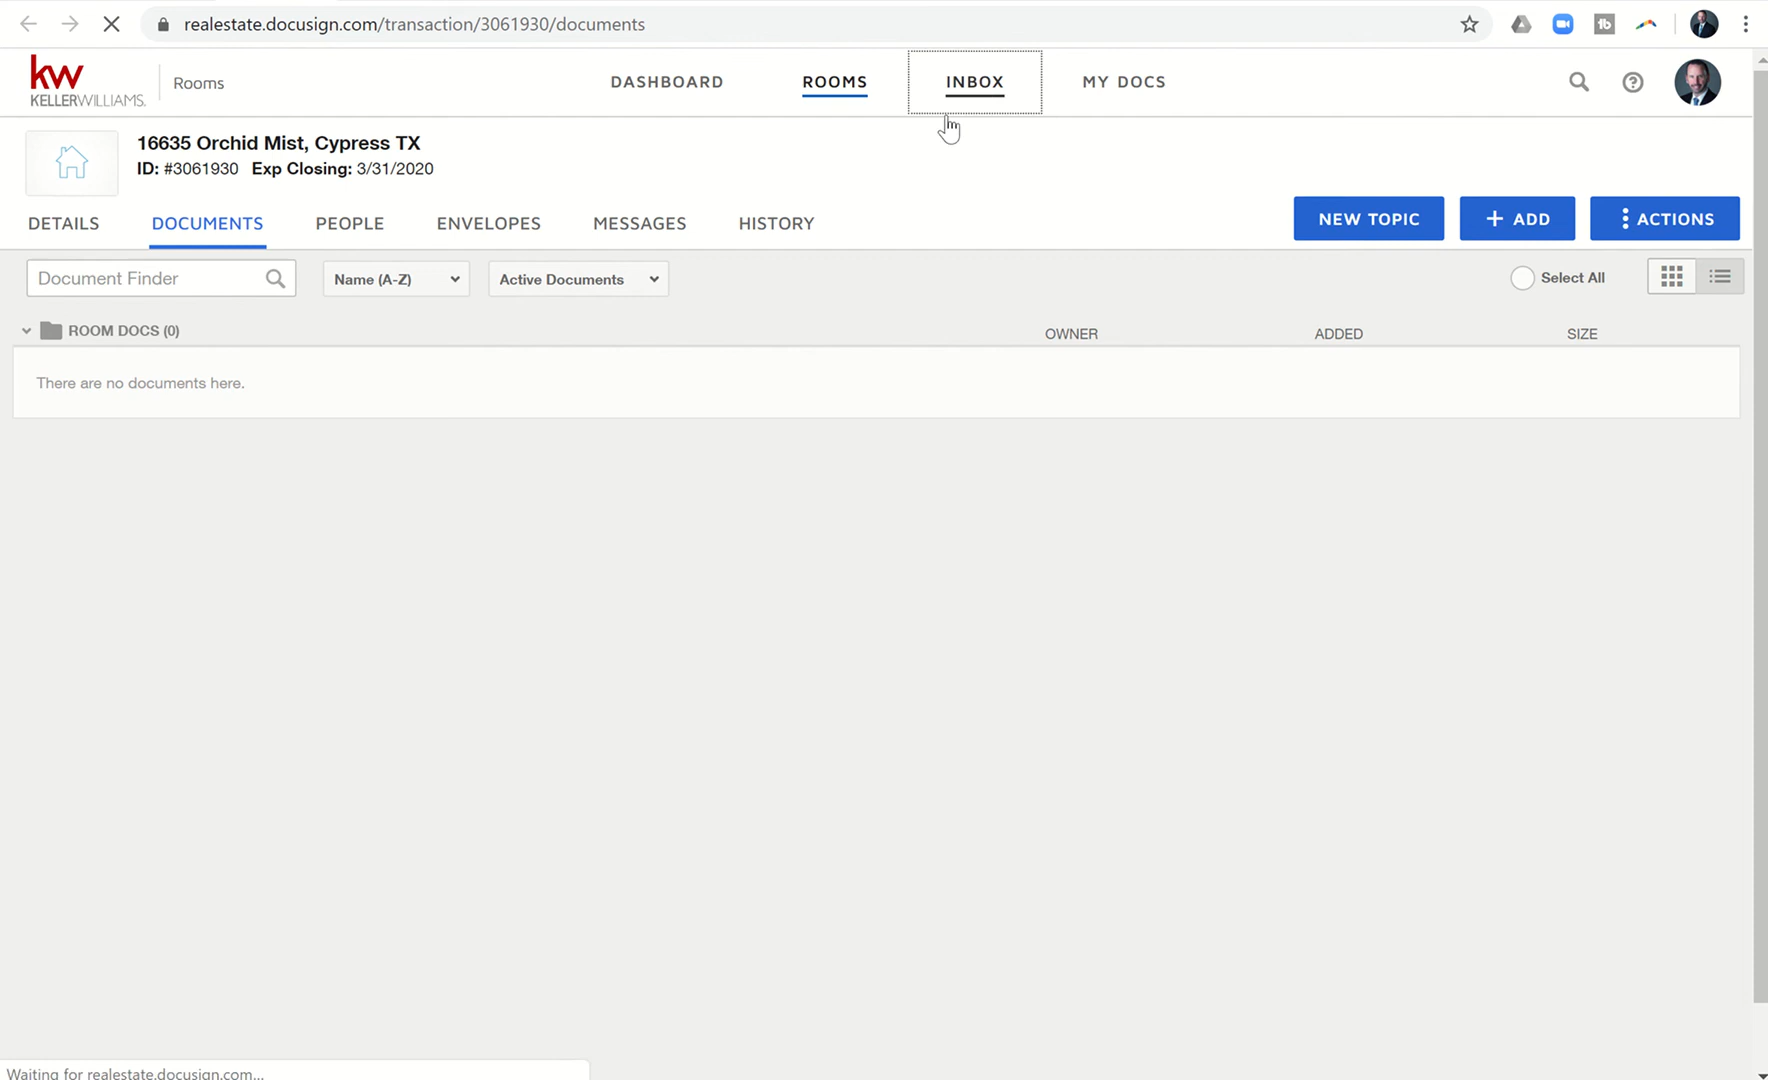 realestate.docusign.com/transaction/3061930/documents
kw
KELLERWILLIAMS.
Rooms
DASHBOARD
ROOMS
INBOX
MY DOCS
16635 Orchid Mist, Cypress TX
ID: #3061930 Exp Closing: 3/31/2020
DETAILS
DOCUMENTS
PEOPLE
ENVELOPES
MESSAGES
HISTORY
NEW TOPIC
+ ADD
ACTIONS
Document Finder
Name (A-Z)
Active Documents
Select All
ROOM DOCS (0)
OWNER
ADDED
SIZE
There are no documents here.
Waiting for realestate.docusign.com...